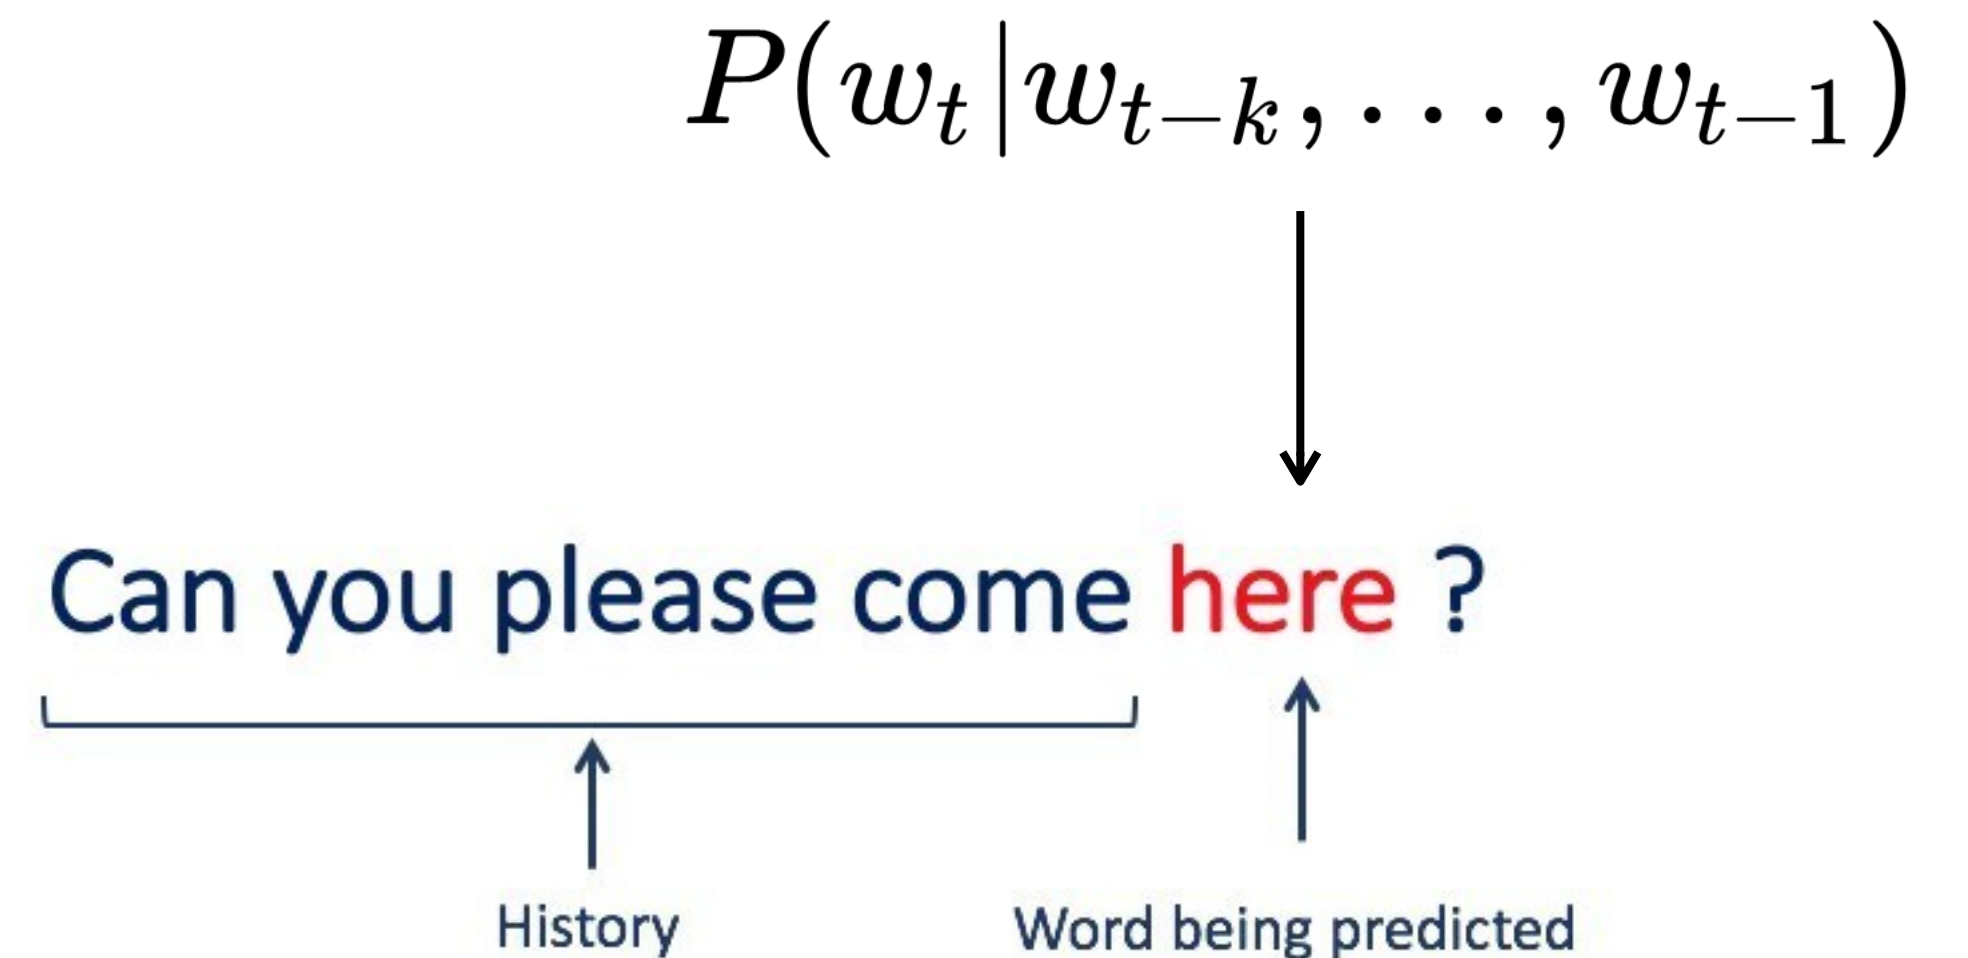 P(w_t|w_{t-k}, . . . , w_{t-1})
Can you please come here ?
History
Word being predicted